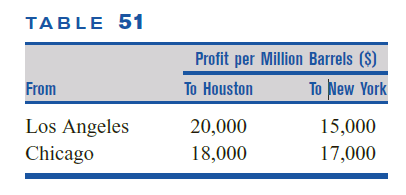 TABLE 51
Profit per Million Barrels ($)
From To Houston To New York
Los Angeles 20,000 15,000
Chicago 18,000 17,000